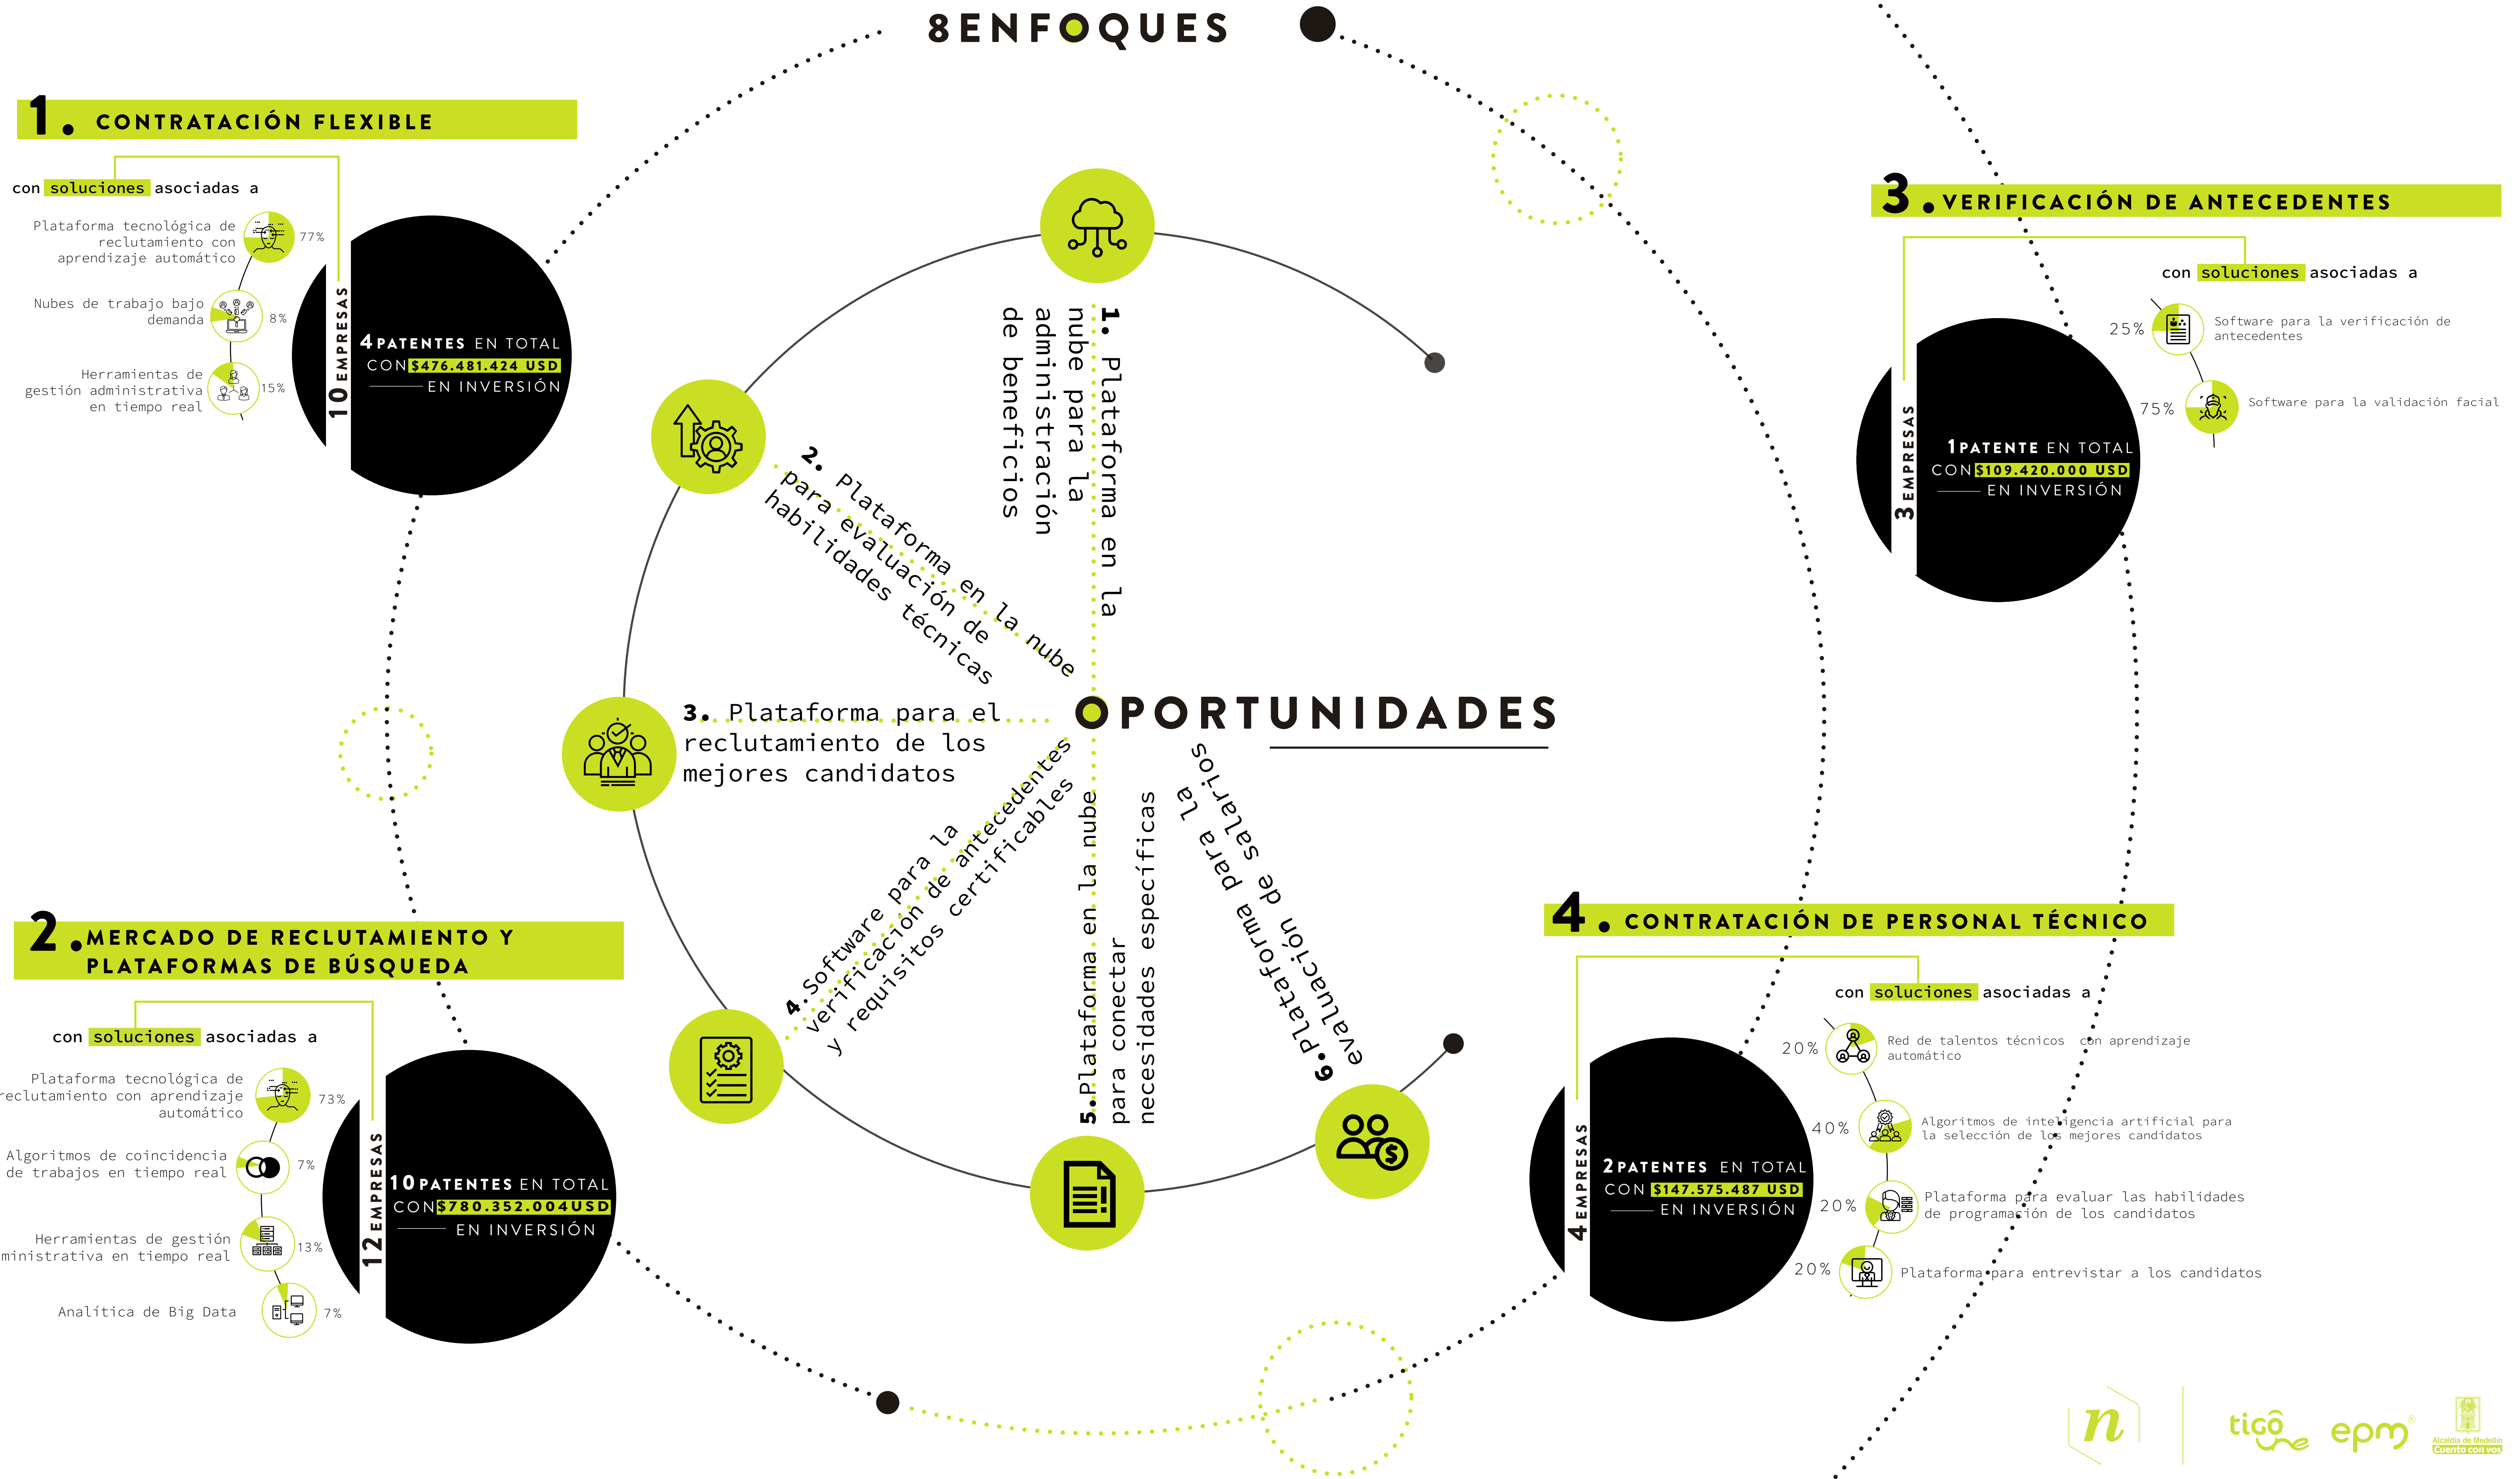 8ENFOQUES
1. CONTRATACIÓN FLEXIBLE
con soluciones asociadas a
Plataforma tecnológica de
reclutamiento con
aprendizaje automático
77%
Nubes de trabajo bajo
demanda
8%
Herramientas de
gestión administrativa
en tiempo real
15%
10 EMPRESAS
4 PATENTES EN TOTAL
CON $476.481.424 USD
EN INVERSIÓN
2. MERCADO DE RECLUTAMIENTO Y
PLATAFORMAS DE BÚSQUEDA
con soluciones asociadas a
Plataforma tecnológica de
reclutamiento con aprendizaje
automático
73%
Algoritmos de coincidencia
de trabajos en tiempo real
7%
Herramientas de gestión
ministrativa en tiempo real
13%
Analítica de Big Data
7%
12 EMPRESAS
10 PATENTES EN TOTAL
CON $780.352.004USD
EN INVERSIÓN
OPORTUNIDADES
1. Plataforma en la
nube para la
administración
de beneficios
2. Plataforma en la nube
para evaluación de
habilidades técnicas
3. Plataforma para el
reclutamiento de los
mejores candidatos
4.Software para la
verificación de antecedentes
y requisitos certificables
5.Plataforma en la nube
para conectar
necesidades específicas
6.Plataforma para la
evaluación de salarios
3. VERIFICACIÓN DE ANTECEDENTES
con soluciones asociadas a
25%
Software para la verificación de
antecedentes
75%
Software para la validación facial
3 EMPRESAS
1 PATENTE EN TOTAL
CON $109.420.000 USD
EN INVERSIÓN
4. CONTRATACIÓN DE PERSONAL TÉCNICO
con soluciones asociadas a
20%
Red de talentos técnicos con aprendizaje
automático
40%
Algoritmos de inteligencia artificial para
la selección de los mejores candidatos
20%
Plataforma para evaluar las habilidades
de programación de los candidatos
20%
Plataforma para entrevistar a los candidatos
4 EMPRESAS
2 PATENTES EN TOTAL
CON $147.575.487 USD
EN INVERSIÓN
n
tigô
une
epm®
Alcaldía de Medellín
Cuenta con vos